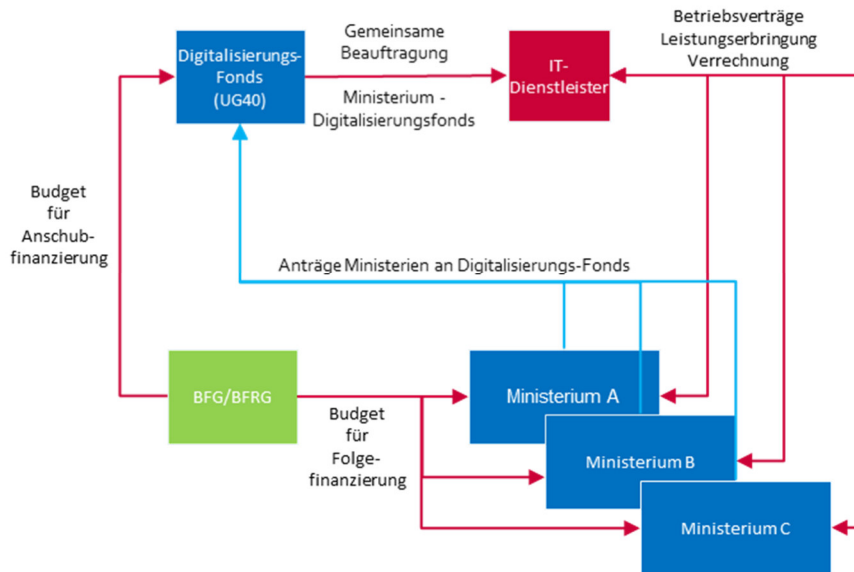 Digitalisierungs-
Fonds
(UG40)
Gemeinsame
Beauftragung
Ministerium -
Digitalisierungsfonds
IT-
Dienstleister
Betriebsverträge
Leistungserbringung
Verrechnung
Budget
für
Anschub-
finanzierung
Anträge Ministerien an Digitalisierungs-Fonds
BFG/BFRG
Budget
für
Folge-
finanzierung
Ministerium A
Ministerium B
Ministerium C